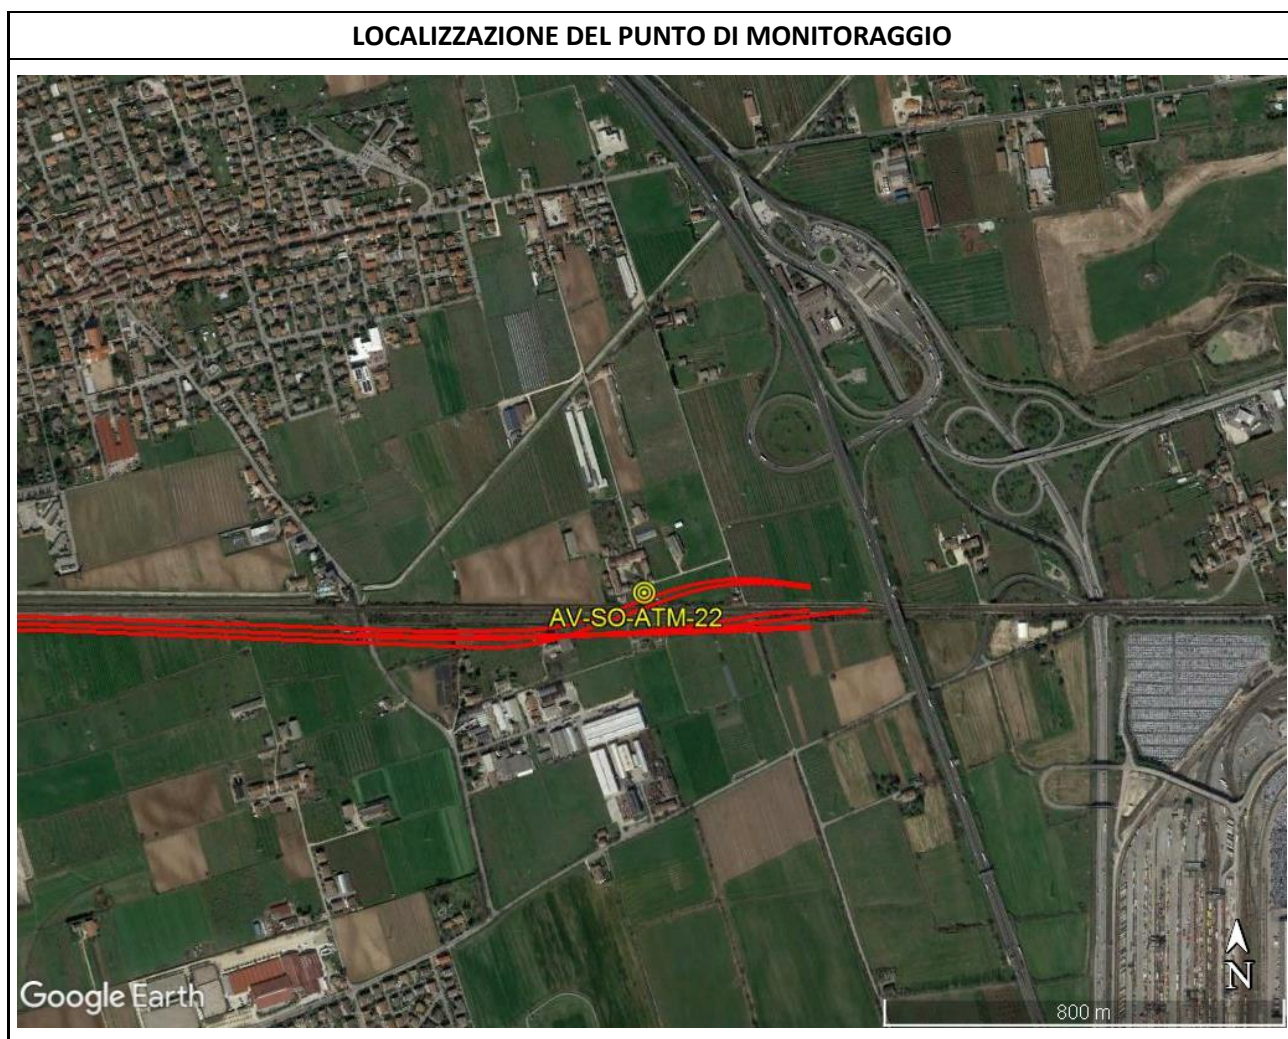 LOCALIZZAZIONE DEL PUNTO DI MONITORAGGIO
AV-SO-ATM-22
N
Google Earth
800 m